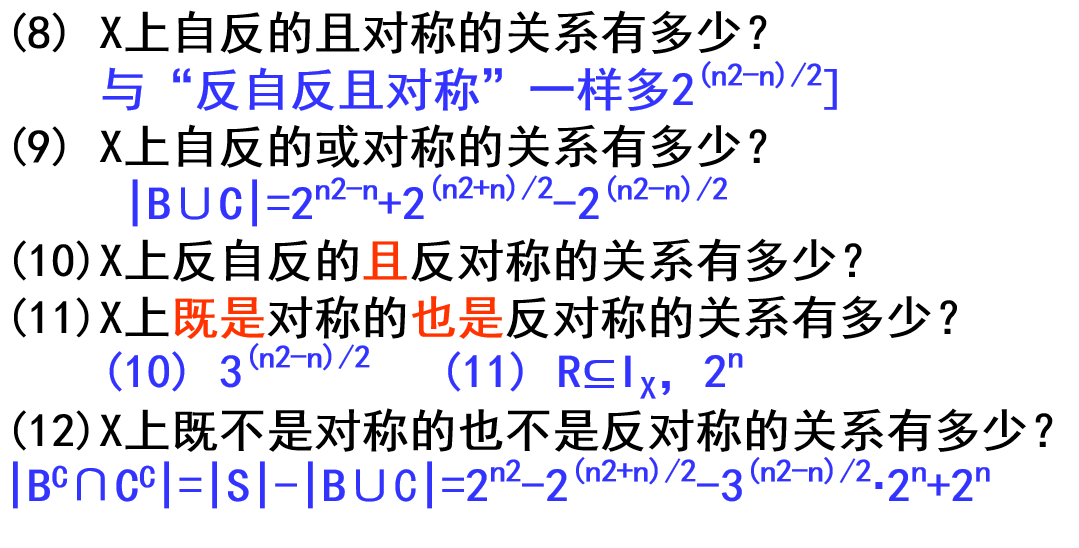 (8) X上自反的且对称的关系有多少？
与“反自反且对称”一样多2^(n2-n)/2]
(9) X上自反的或对称的关系有多少？
|B∪C|=2^n2-n+2^(n2+n)/2-2^(n2-n)/2
(10)X上反自反的且反对称的关系有多少？
(11)X上既是对称的也是反对称的关系有多少？
(10) 3^(n2-n)/2 (11) R⊆I_X，2^n
(12)X上既不是对称的也不是反对称的关系有多少？
|B^C∩C^C|=|S|-|B∪C|=2^n2-2^(n2+n)/2-3^(n2-n)/2·2^n+2^n